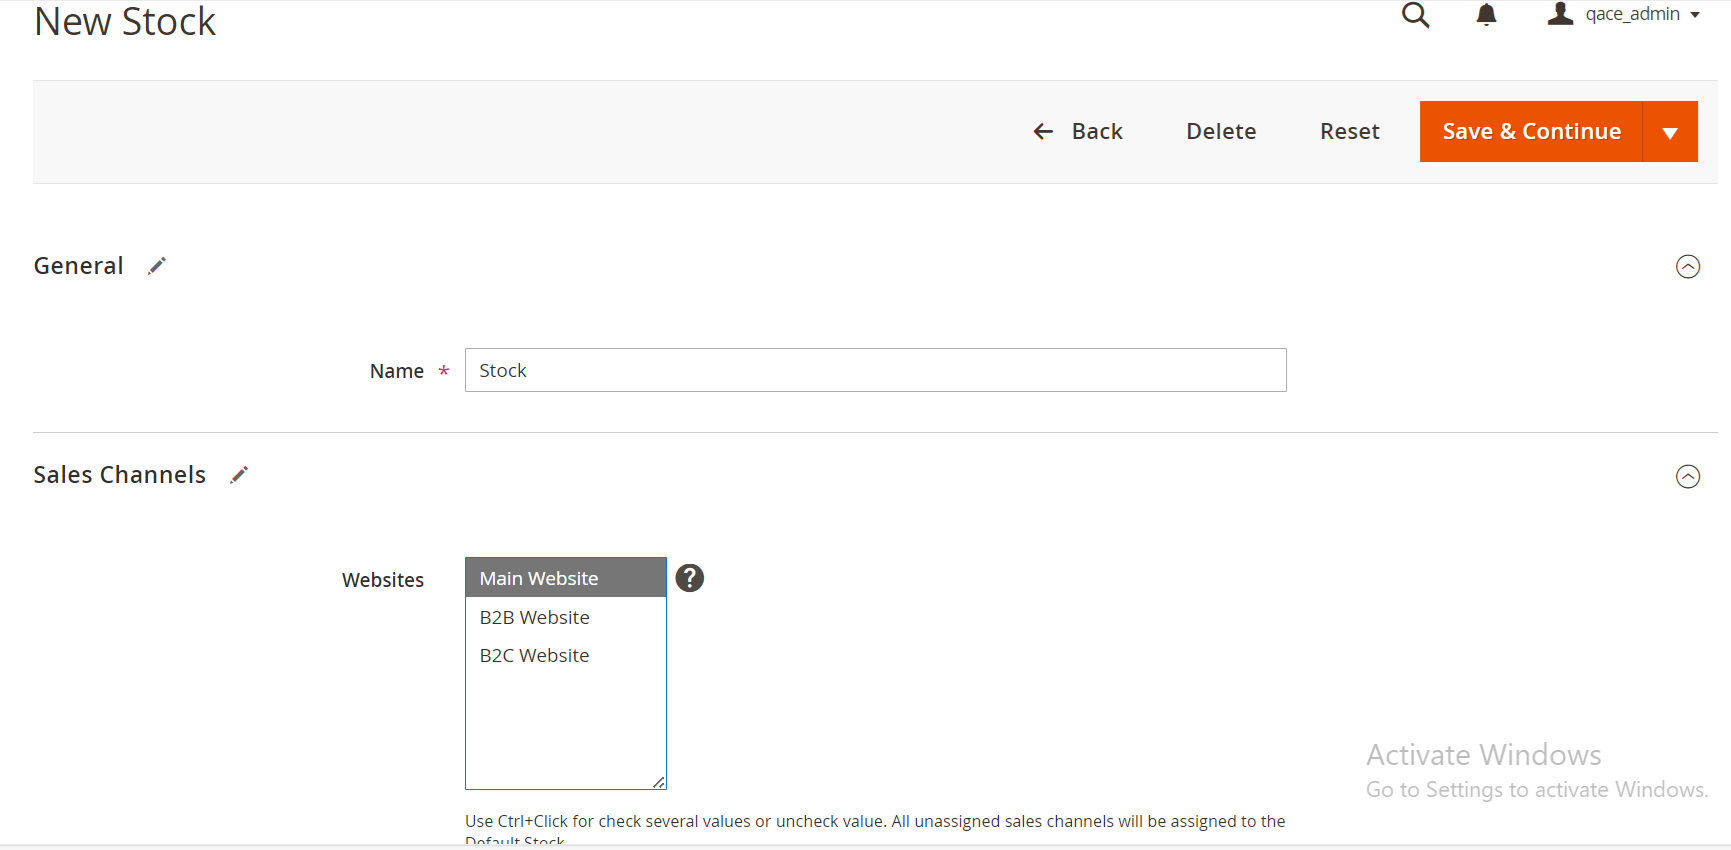 New Stock
qace_admin
Back
Delete
Reset
Save & Continue
General
Name *
Stock
Sales Channels
Websites
Main Website
?
B2B Website
B2C Website
Activate Windows
Go to Settings to activate Windows.
Use Ctrl+Click for check several values or uncheck value. All unassigned sales channels will be assigned to the
Default Stock